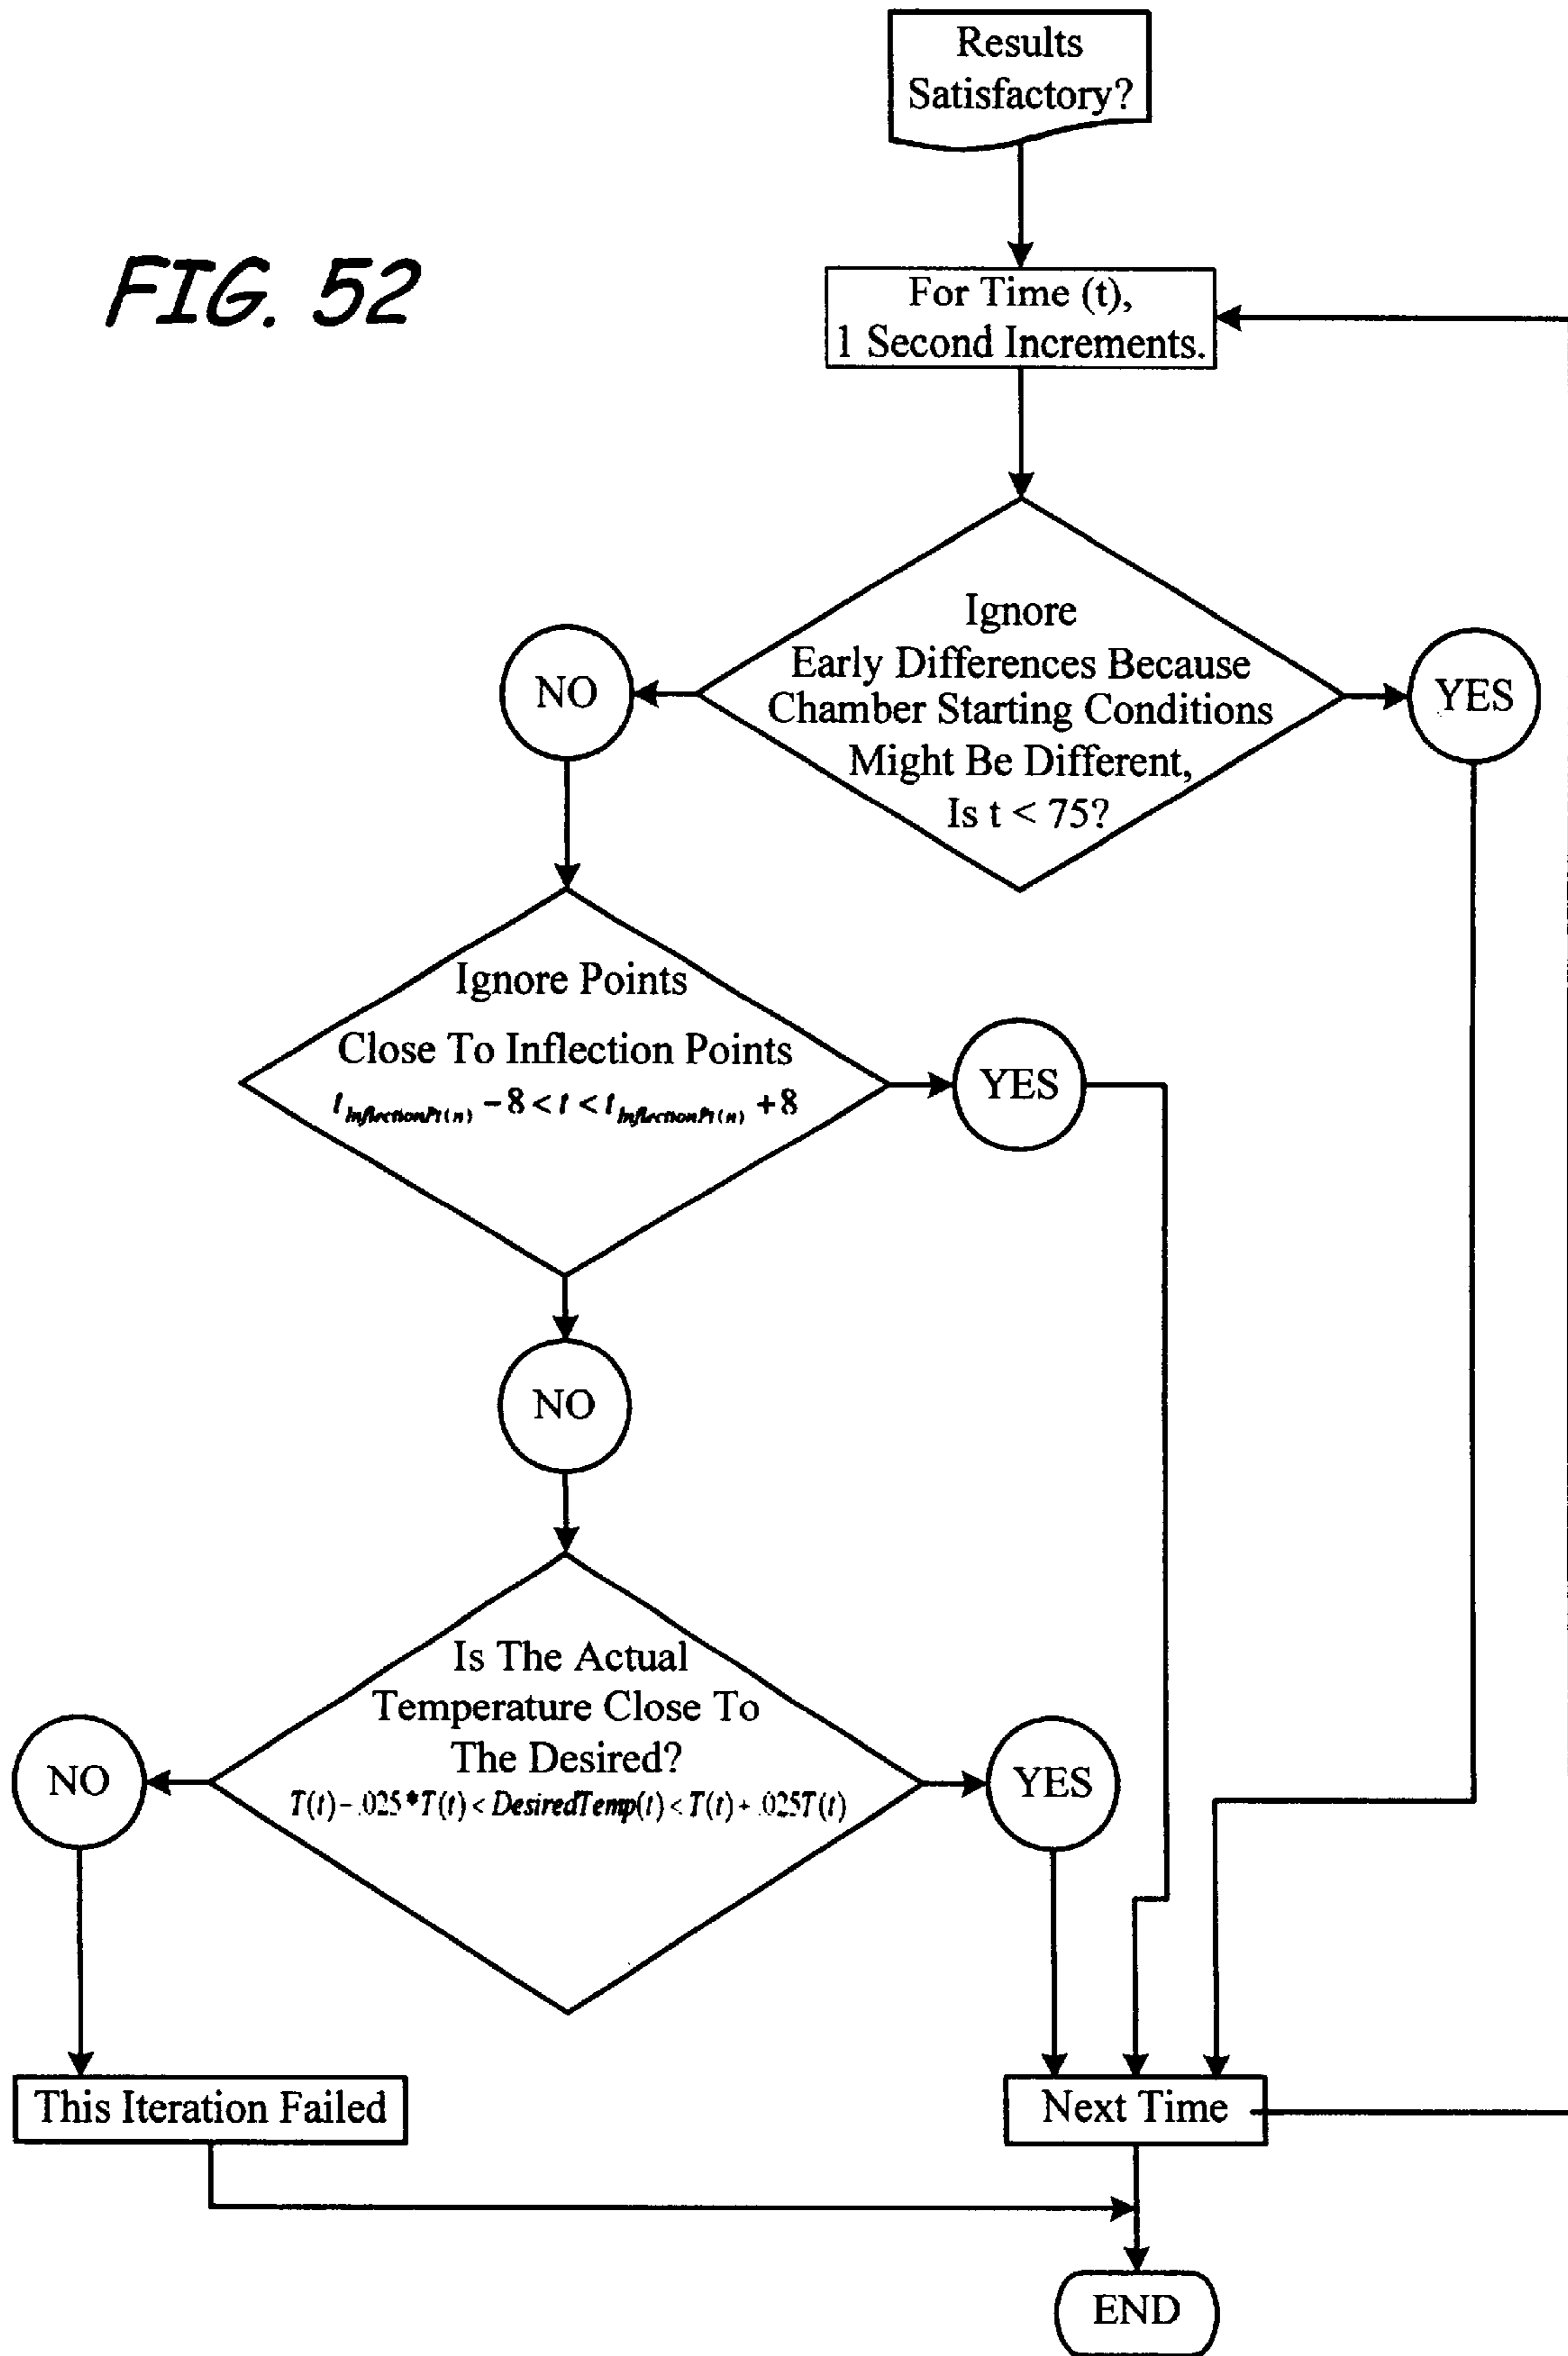 Results
Satisfactory?
FIG. 52
For Time (t),
1 Second Increments.
Ignore
Early Differences Because
Chamber Starting Conditions
Might Be Different,
Is t < 75?
NO
YES
Ignore Points
Close To Inflection Points
t InflectionPt(n) - 8 < t < t InflectionPt(n) + 8
YES
NO
Is The Actual
Temperature Close To
The Desired?
T(t) - .025*T(t) < DesiredTemp(t) < T(t) + .025T(t)
NO
YES
This Iteration Failed
Next Time
END